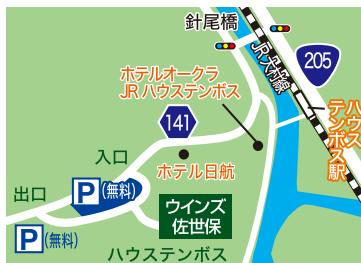 針尾橋
205
JR大村線
ホテルオークラ
JRハウステンボス
ハウス
テンボス駅
141
入口
ホテル日航
出口
P(無料)
ウインズ
佐世保
P(無料)
ハウステンボス